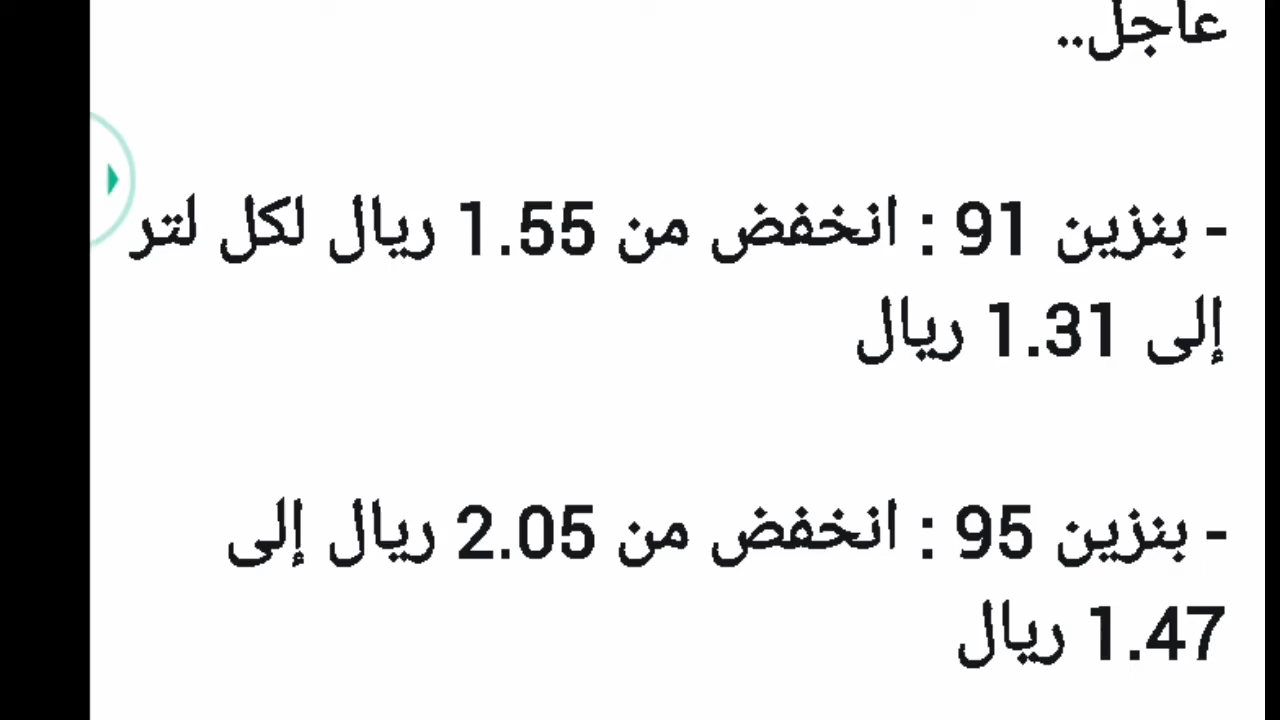 عاجل..
- بنزين 91 : انخفض من 1.55 ريال لكل لتر
إلى 1.31 ريال
- بنزين 95 : انخفض من 2.05 ريال إلى
1.47 ريال